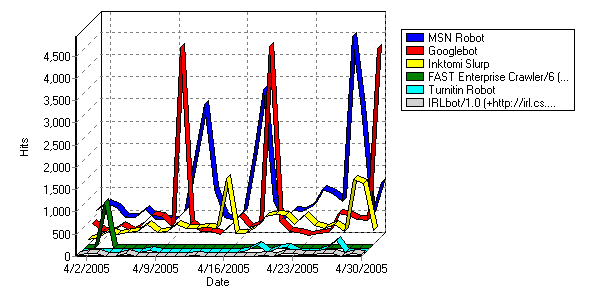 MSN Robot
Googlebot
Inktomi Slurp
FAST Enterprise Crawler/6 (...
Turnitin Robot
IRLbot/1.0 (+http://irl.cs....
Hits
4,500
4,000
3,500
3,000
2,500
2,000
1,500
1,000
500
0
4/2/2005 4/9/2005 4/16/2005 4/23/2005 4/30/2005
Date